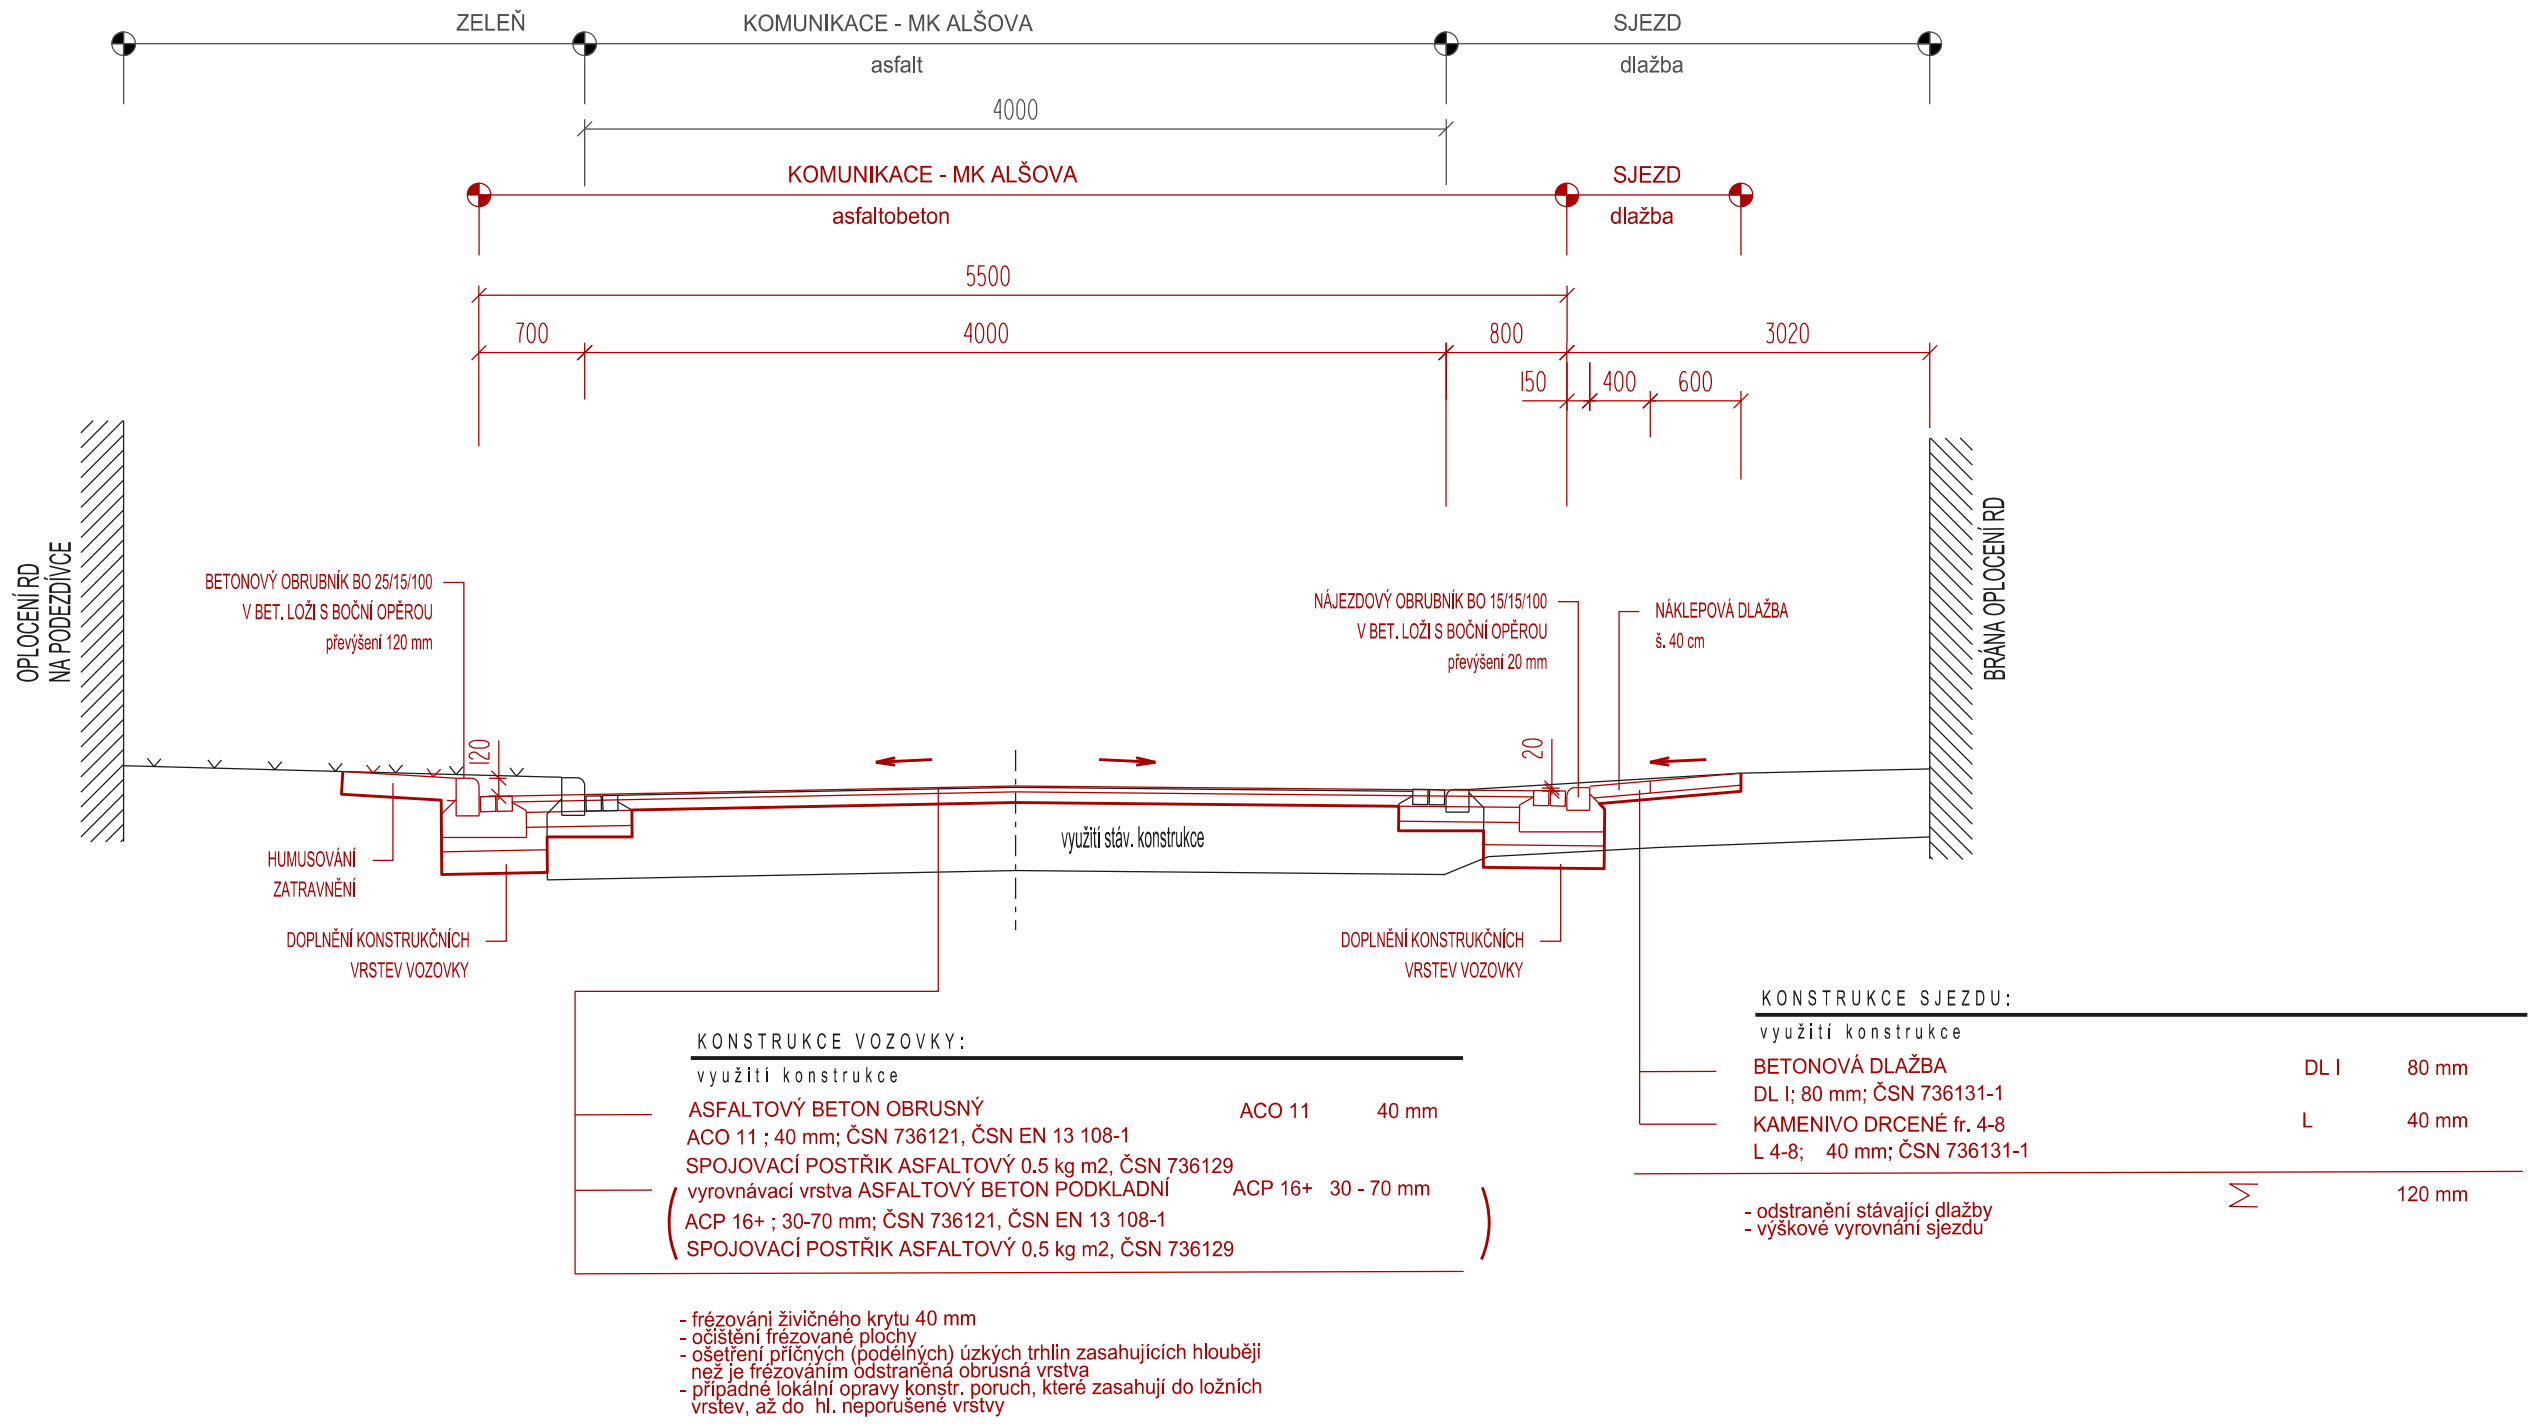 ZELEŇ
KOMUNIKACE - MK ALŠOVA
SJEZD
asfalt
dlažba
4000
KOMUNIKACE - MK ALŠOVA
SJEZD
asfaltobeton
dlažba
5500
700
4000
800
3020
150
400
600
OPLOCENÍ RD
NA PODEZDÍVCE
BRÁNA OPLOCENÍ RD
BETONOVÝ OBRUBNÍK BO 25/15/100
V BET. LOŽI S BOČNÍ OPĚROU
převýšení 120 mm
NÁJEZDOVÝ OBRUBNÍK BO 15/15/100
V BET. LOŽI S BOČNÍ OPĚROU
převýšení 20 mm
NÁKLEPOVÁ DLAŽBA
š. 40 cm
120
20
využití stáv. konstrukce
HUMUSOVÁNÍ
ZATRAVNĚNÍ
DOPLNĚNÍ KONSTRUKČNÍCH
VRSTEV VOZOVKY
DOPLNĚNÍ KONSTRUKČNÍCH
VRSTEV VOZOVKY
KONSTRUKCE VOZOVKY:
využití konstrukce
ASFALTOVÝ BETON OBRUSNÝ ACO 11 40 mm
ACO 11 ; 40 mm; ČSN 736121, ČSN EN 13 108-1
SPOJOVACÍ POSTŘIK ASFALTOVÝ 0.5 kg m2, ČSN 736129
( vyrovnávací vrstva ASFALTOVÝ BETON PODKLADNÍ ACP 16+ 30 - 70 mm )
ACP 16+ ; 30-70 mm; ČSN 736121, ČSN EN 13 108-1
SPOJOVACÍ POSTŘIK ASFALTOVÝ 0.5 kg m2, ČSN 736129
- frézováni živičného krytu 40 mm
- očištění frézované plochy
- ošetření příčných (podélných) úzkých trhlin zasahujících hlouběji
než je frézováním odstraněná obrusná vrstva
- případné lokální opravy konstr. poruch, které zasahují do ložních
vrstev, až do hl. neporušené vrstvy
KONSTRUKCE SJEZDU:
využití konstrukce
BETONOVÁ DLAŽBA DL I 80 mm
DL I; 80 mm; ČSN 736131-1
KAMENIVO DRCENÉ fr. 4-8 L 40 mm
L 4-8; 40 mm; ČSN 736131-1
Σ 120 mm
- odstranění stávající dlažby
- výškové vyrovnání sjezdu